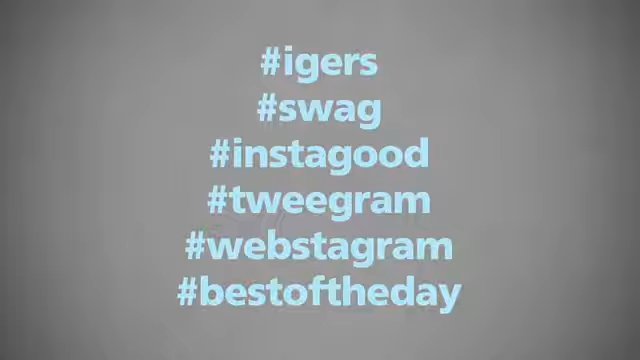 #igers
#swag
#instagood
#tweegram
#webstagram
#bestoftheday